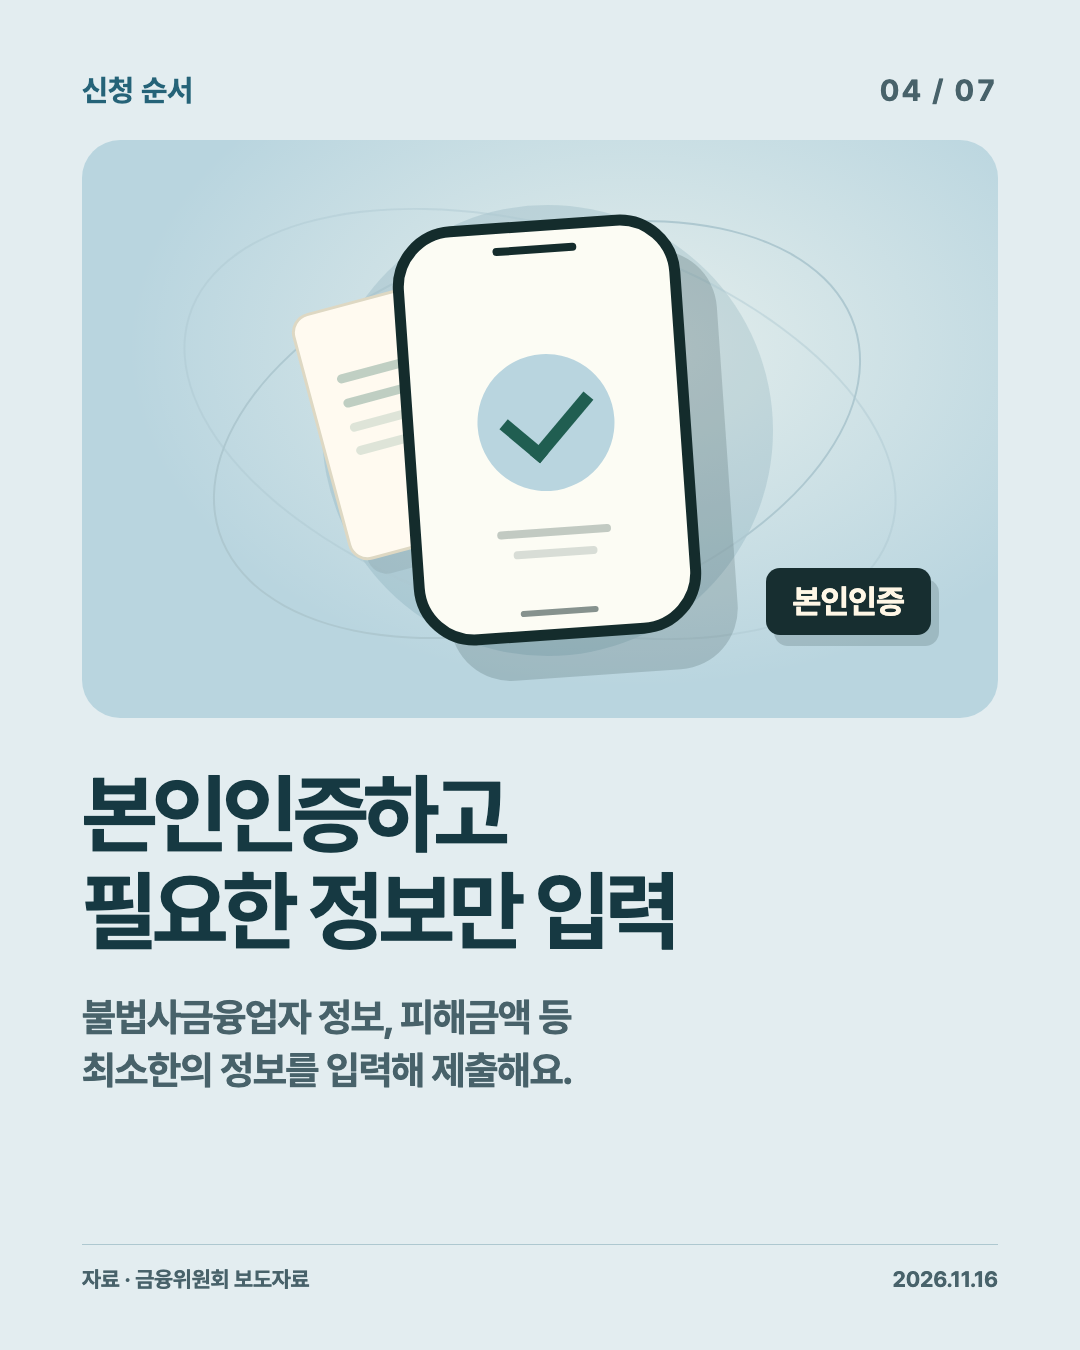 신청 순서
04 / 07
본인인증
본인인증하고
필요한 정보만 입력
불법사금융업자 정보, 피해금액 등
최소한의 정보를 입력해 제출해요.
자료 · 금융위원회 보도자료
2026.11.16